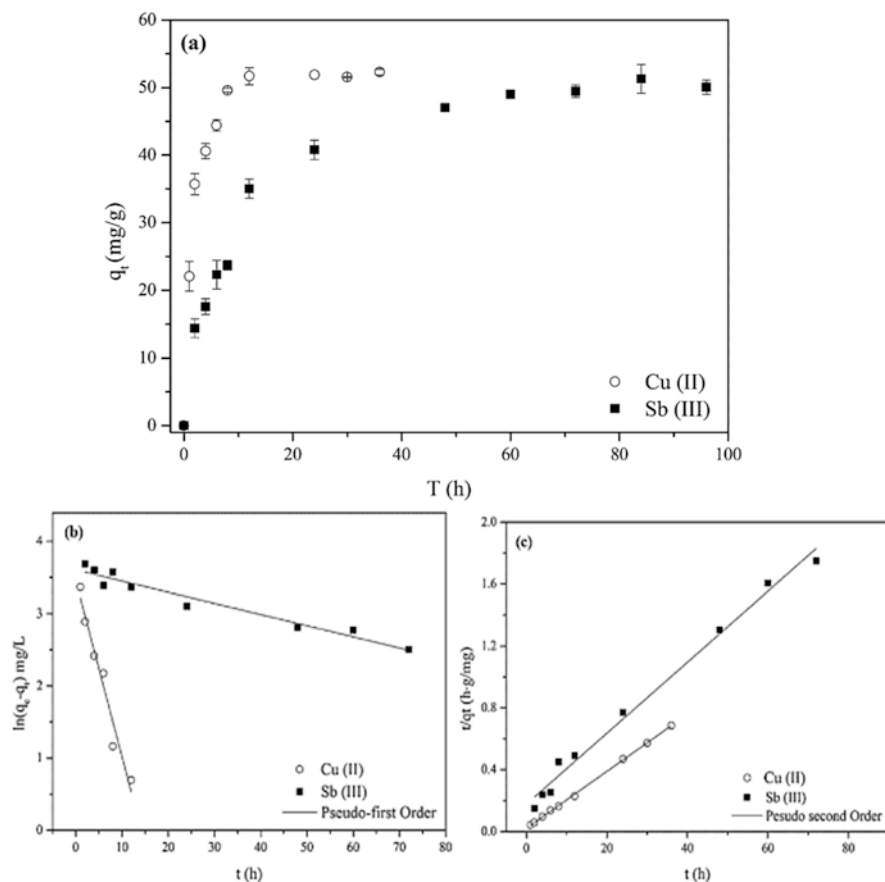 (a)
60
50
40
30
20
10
0
qt (mg/g)
Cu (II)
Sb (III)
0 20 40 60 80 100
T (h)
(b)
4
3
2
1
0
ln(qe-qt) mg/L
Cu (II)
Sb (III)
Pseudo-first Order
0 10 20 30 40 50 60 70 80
t (h)
(c)
2.0
1.6
1.2
0.8
0.4
0.0
t/qt (h·g/mg)
Cu (II)
Sb (III)
Pesudo second Order
0 20 40 60 80
t (h)